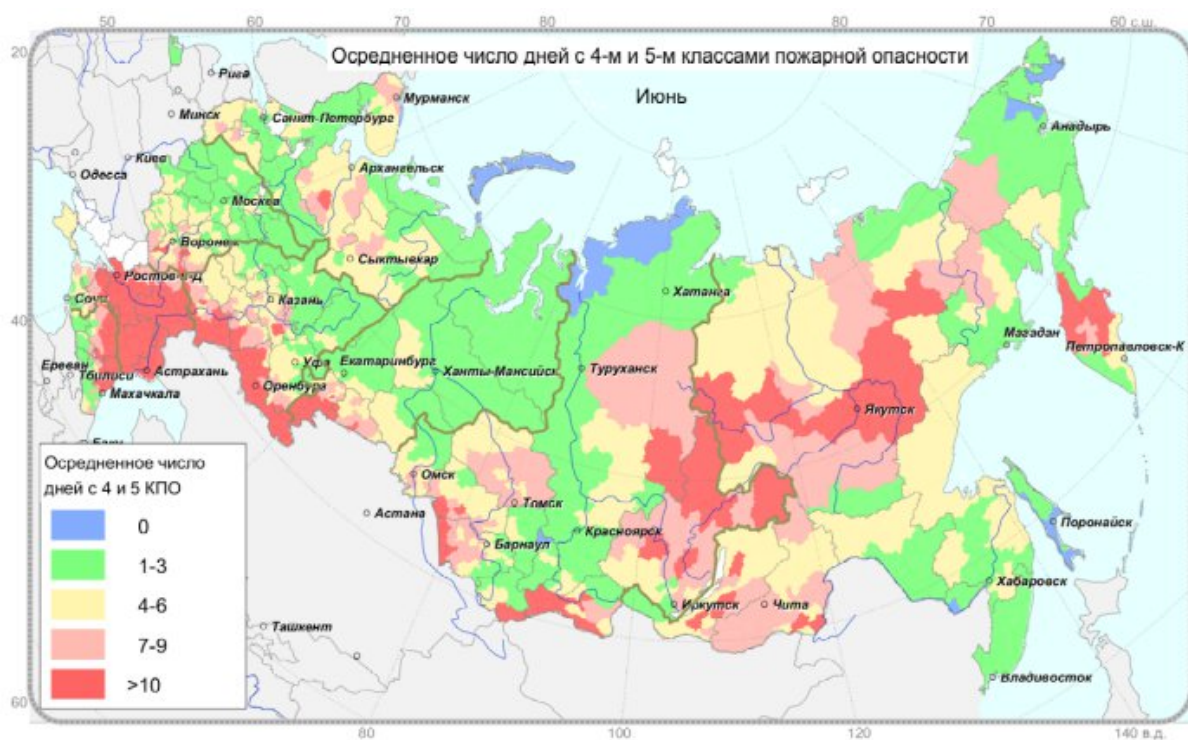 50 60 70 80 80 70 60 с.ш.
20
Осредненное число дней с 4-м и 5-м классами пожарной опасности
Июнь
Рига
Мурманск
Минск
Санкт-Петербург
Анадырь
Киев
Одесса
Архангельск
Москва
Воронеж
Сыктывкар
Ростов-н-Д
Сочи
Казань
Хатанга
40
Магадан
Петропавловск-К
Ереван
Тбилиси
Астрахань
Уфа
Екатеринбург
Ханты-Мансийск
Туруханск
Махачкала
Оренбург
Якутск
Баку
Осредненное число
дней с 4 и 5 КПО
0
1-3
4-6
7-9
>10
Омск
Томск
Астана
Барнаул
Красноярск
Поронайск
Хабаровск
Иркутск
Чита
Ташкент
Владивосток
60
80 100. 120 140 в.д.